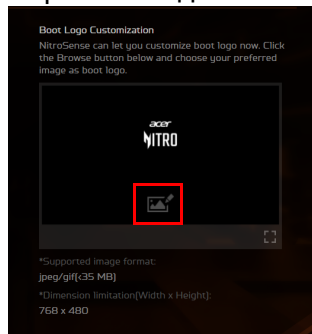 Boot Logo Customization
NitroSense can let you customize boot logo now. Click
the Browse button below and choose your preferred
image as boot logo.
acer
NITRO
*Supported image format:
jpeg/gif(<35 MB)
*Dimension limitation(Width x Height):
768 x 480